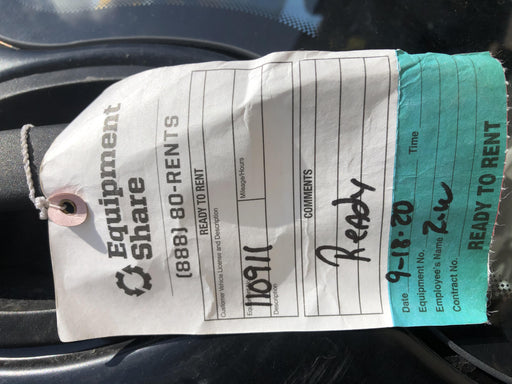 Equipment
Share
(888) 80-RENTS
READY TO RENT
Customer Vehicle License and Description
Mileage/Hours
110911
Description
COMMENTS
Ready
Date 9-18-20 Time
Equipment No.
Employee's Name
Contract No.
READY TO RENT